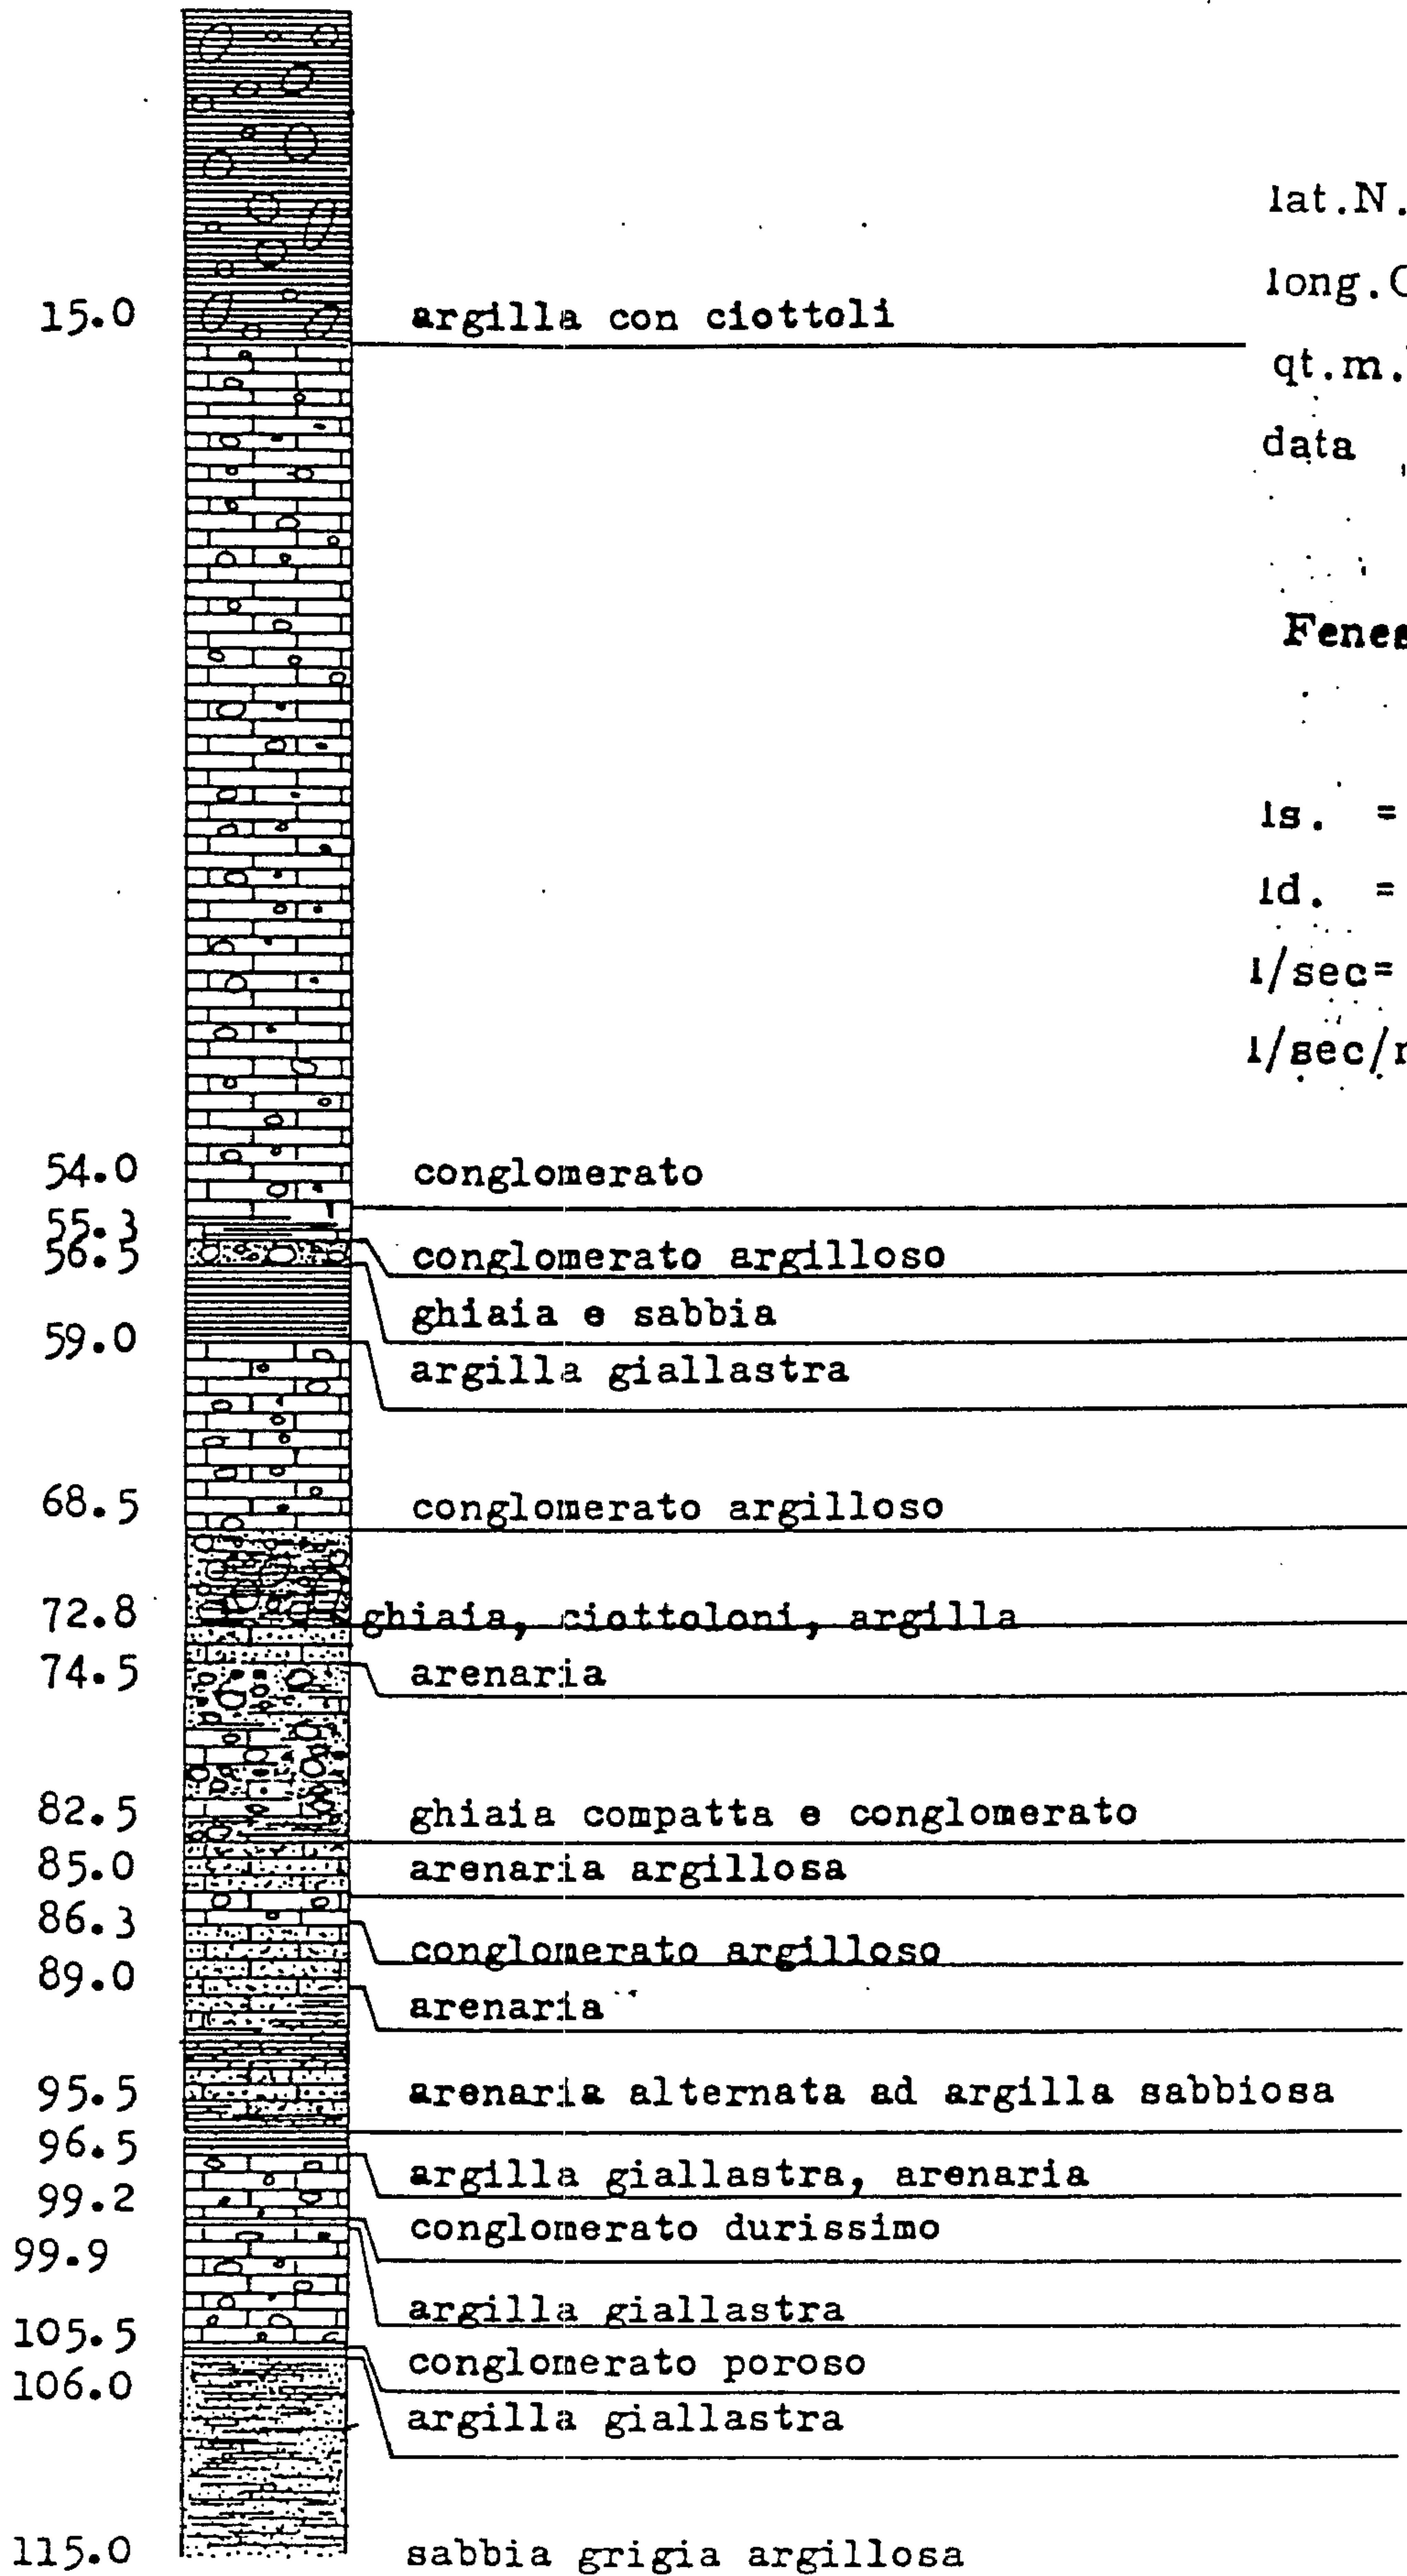 lat.N.
long.
qt.m.
data
15.0 argilla con ciottoli
ls. =
ld. =
l/sec=
54.0 conglomerato
55.3 conglomerato argilloso
56.5 ghiaia e sabbia
59.0 argilla giallastra
68.5 conglomerato argilloso
72.8 ghiaia, ciottoloni, argilla
74.5 arenaria
82.5 ghiaia compatta e conglomerato
85.0 arenaria argillosa
86.3 conglomerato argilloso
89.0 arenaria
95.5 arenaria alternata ad argilla sabbiosa
96.5 argilla giallastra, arenaria
99.2 conglomerato durissimo
99.9 argilla giallastra
105.5 conglomerato poroso
106.0 argilla giallastra
115.0 sabbia grigia argillosa